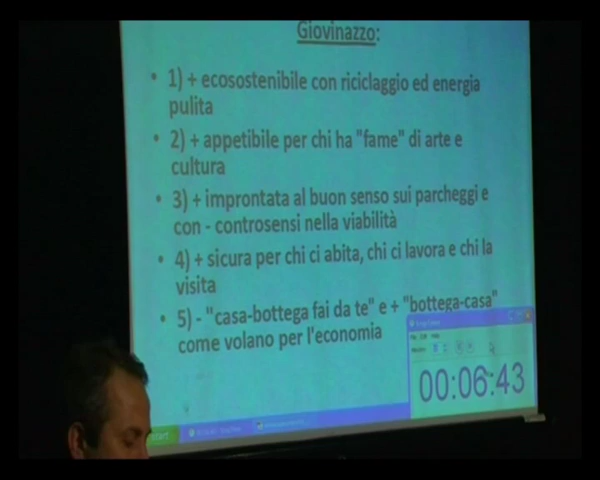 Giovinazzo:
• 1) + ecosostenibile con riciclaggio ed energia
pulita
• 2) + appetibile per chi ha "fame" di arte e
cultura
• 3) + improntata al buon senso sui parcheggi e
con - controsensi nella viabilità
• 4) + sicura per chi ci abita, chi ci lavora e chi la
visita
• 5) - "casa-bottega fai da te" e + "bottega-casa"
come volano per l'economia
00:06:43
start